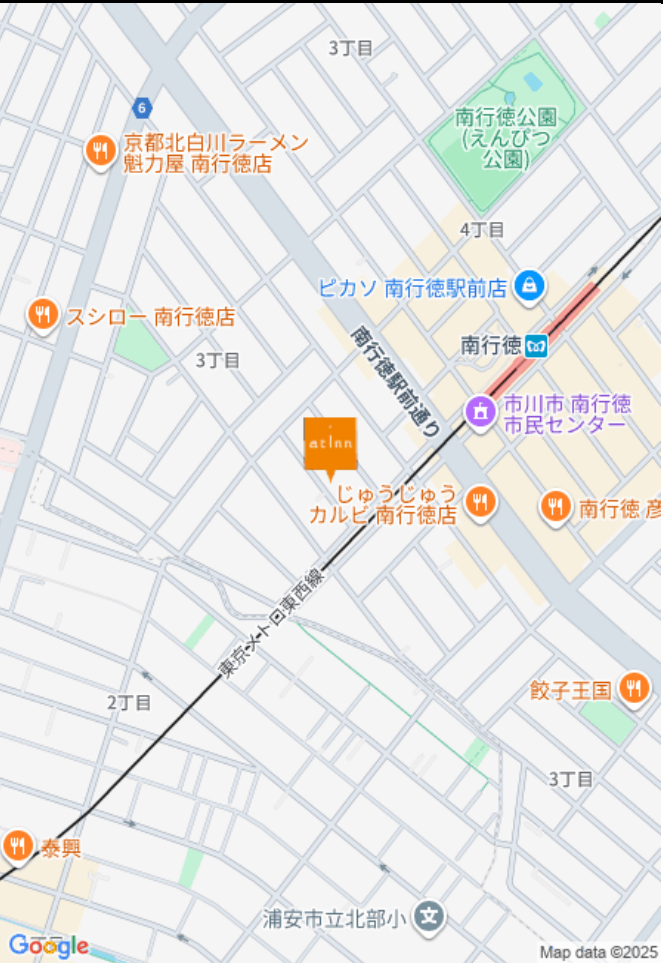 3丁目
6
南行徳公園
(えんぴつ
公園)
京都北白川ラーメン
魁力屋 南行徳店
4丁目
ピカソ 南行徳駅前店
スシロー 南行徳店
南行徳
3丁目
南行徳駅前通り
市川市 南行徳
市民センター
at inn
じゅうじゅう
カルビ 南行徳店
南行徳 彦
東京メトロ東西線
餃子王国
2丁目
3丁目
泰興
浦安市立北部小
文
Google
Map data ©2025